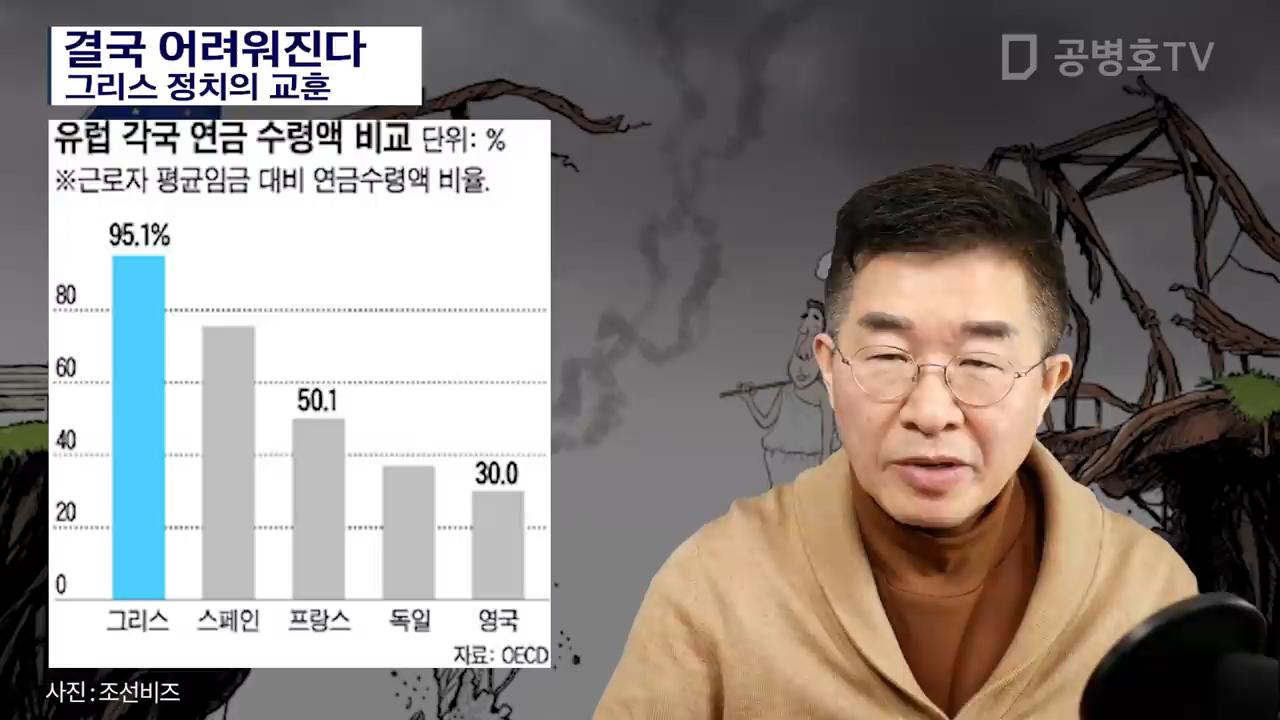 결국 어려워진다
그리스 정치의 교훈
공병호TV
유럽 각국 연금 수령액 비교 단위: %
※근로자 평균임금 대비 연금수령액 비율.
95.1%
80
60
50.1
40
30.0
20
0
그리스 스페인 프랑스 독일 영국
자료: OECD
사진 : 조선비즈